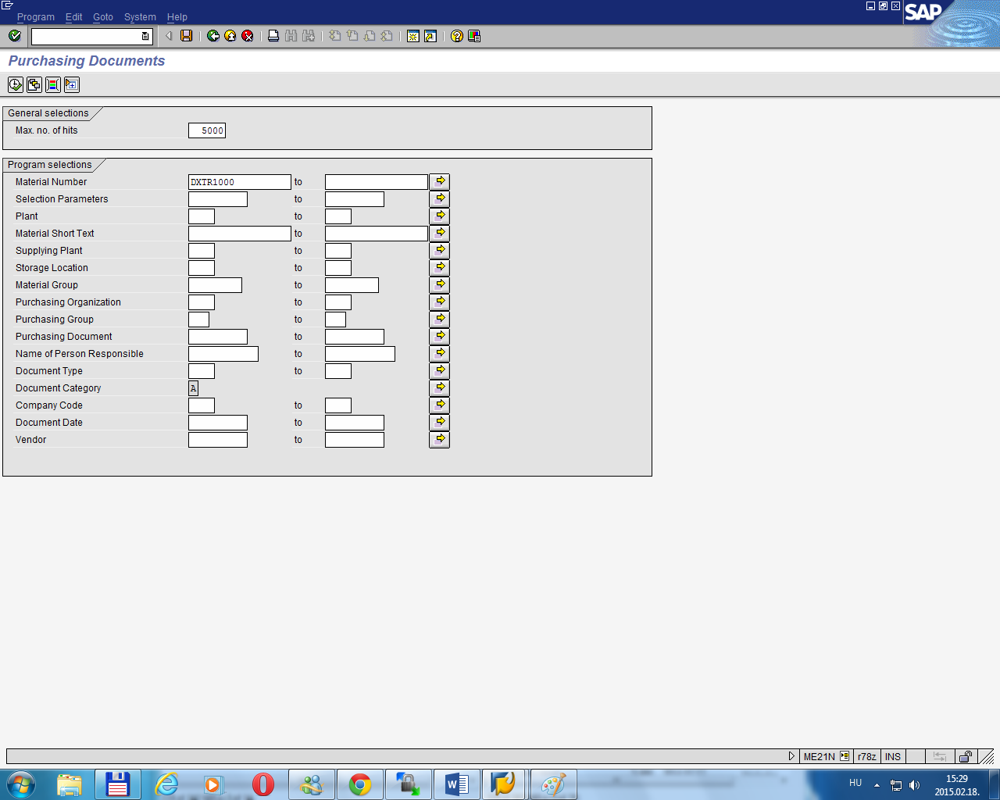 Program Edit Goto System Help
SAP
Purchasing Documents
General selections
Max. no. of hits 5000
Program selections
Material Number DXTR1000 to
Selection Parameters to
Plant to
Material Short Text to
Supplying Plant to
Storage Location to
Material Group to
Purchasing Organization to
Purchasing Group to
Purchasing Document to
Name of Person Responsible to
Document Type to
Document Category A
Company Code to
Document Date to
Vendor to
ME21N r78z INS
HU 15:29
2015.02.18.